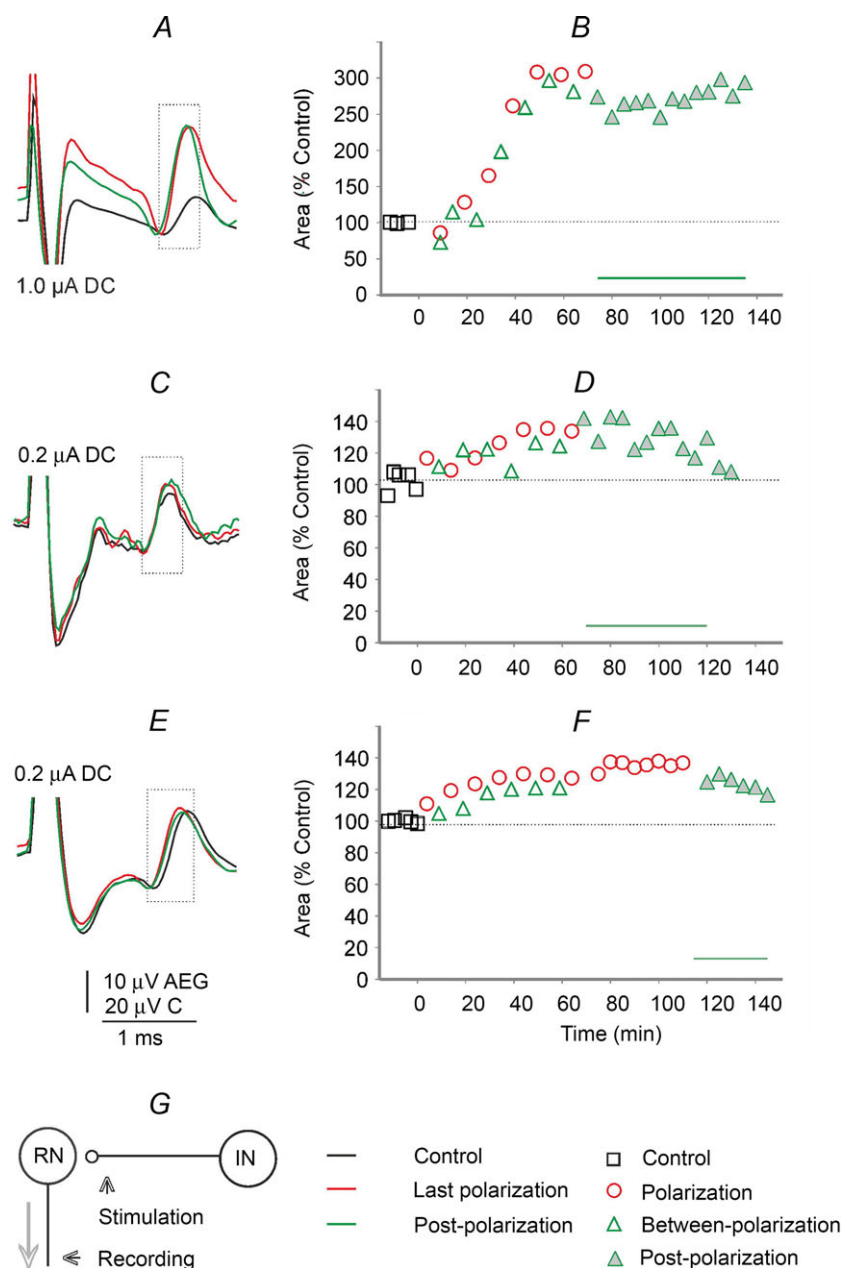 A
B
1.0 µA DC
Area (% Control)
300
250
200
150
100
50
0
0 20 40 60 80 100 120 140
C
D
0.2 µA DC
Area (% Control)
140
120
100
80
60
40
20
0
0 20 40 60 80 100 120 140
E
F
0.2 µA DC
Area (% Control)
140
120
100
80
60
40
20
0
0 20 40 60 80 100 120 140
Time (min)
10 µV AEG
20 µV C
1 ms
G
RN
IN
Stimulation
Recording
Control
Last polarization
Post-polarization
Control
Polarization
Between-polarization
Post-polarization